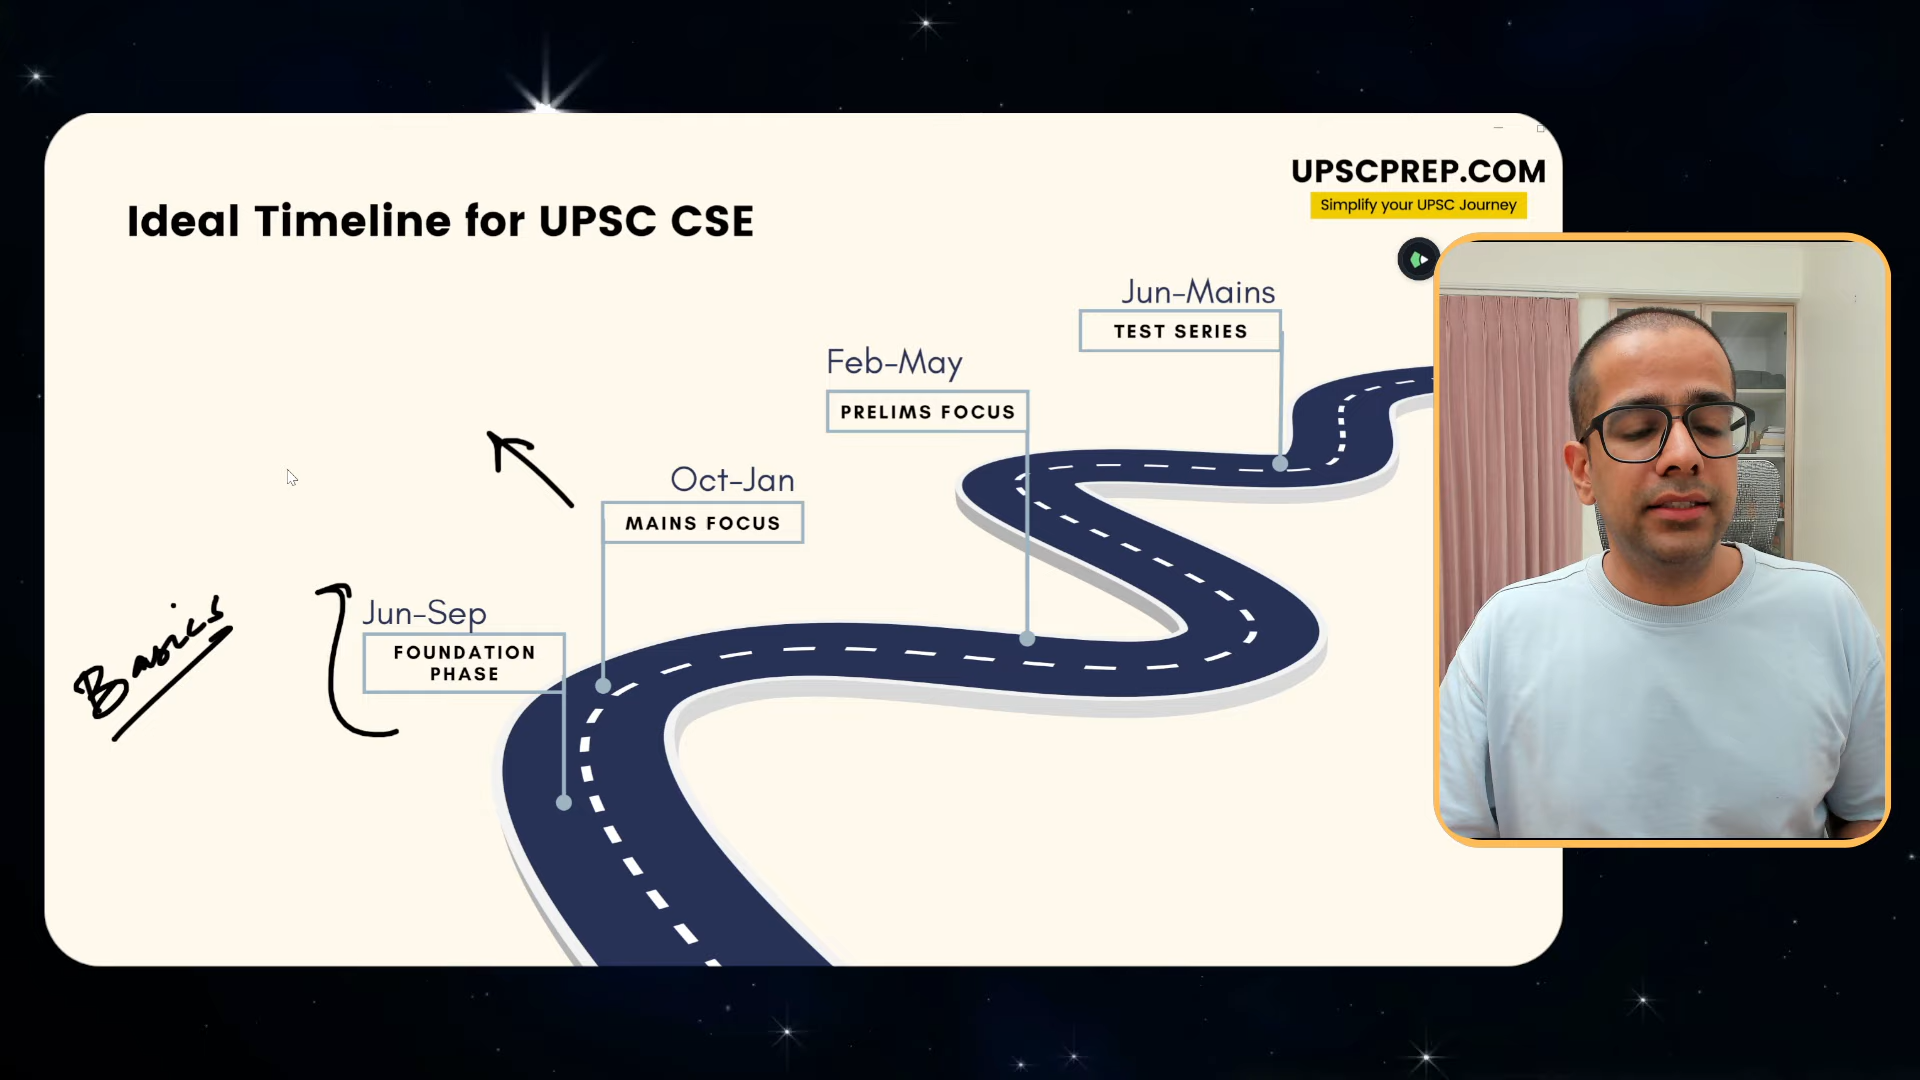 UPSCPREP.COM
Simplify your UPSC Journey
Ideal Timeline for UPSC CSE
Jun-Mains
TEST SERIES
Feb-May
PRELIMS FOCUS
Oct-Jan
MAINS FOCUS
Jun-Sep
FOUNDATION
PHASE
Basics